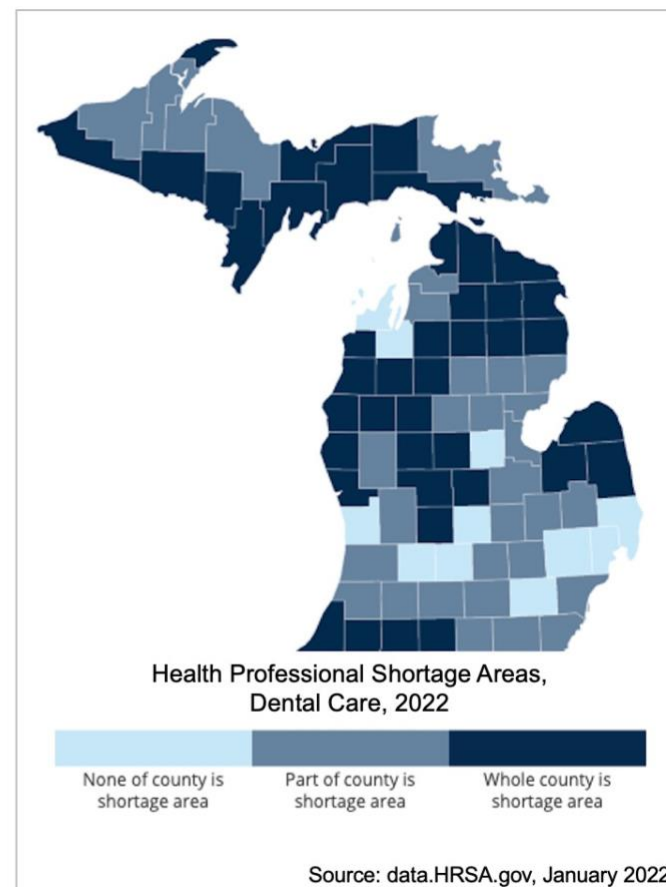 Health Professional Shortage Areas,
Dental Care, 2022
None of county is
shortage area
Part of county is
shortage area
Whole county is
shortage area
Source: data.HRSA.gov, January 2022